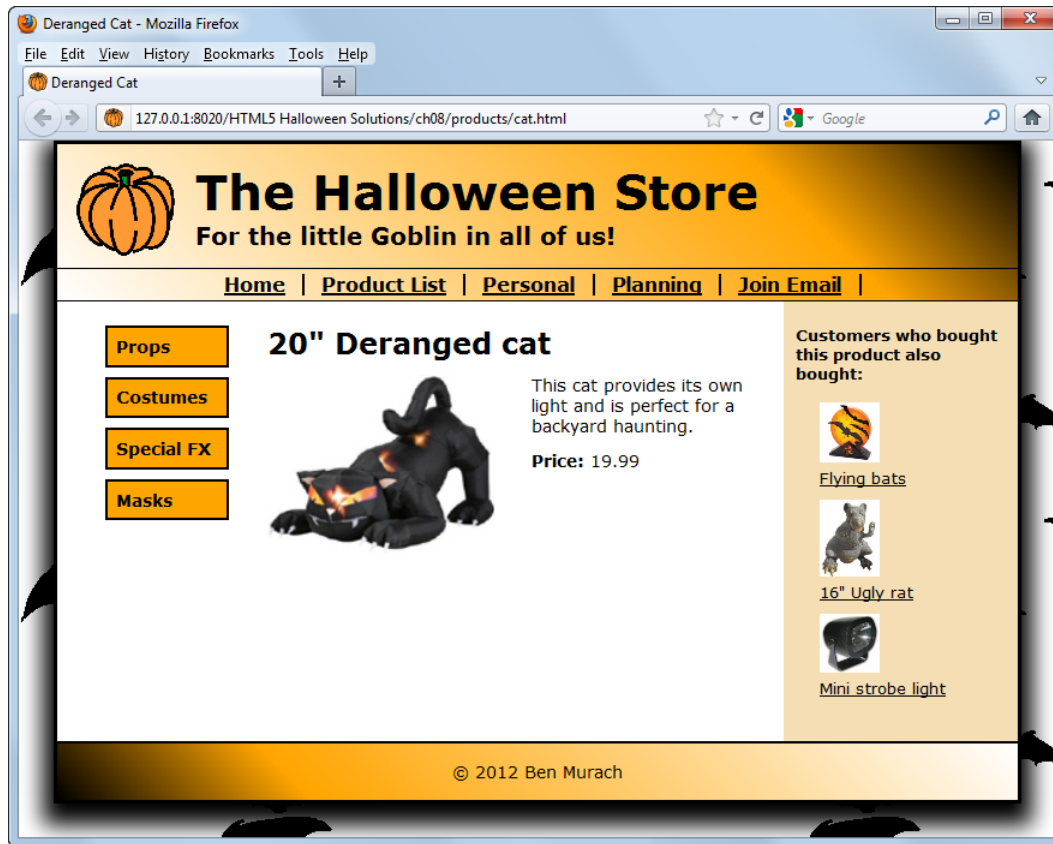 Deranged Cat - Mozilla Firefox
File Edit View History Bookmarks Tools Help
Deranged Cat +
127.0.0.1:8020/HTML5 Halloween Solutions/ch08/products/cat.html
Google
The Halloween Store
For the little Goblin in all of us!
Home | Product List | Personal | Planning | Join Email |
Props
Costumes
Special FX
Masks
20" Deranged cat
This cat provides its own
light and is perfect for a
backyard haunting.
Price: 19.99
Customers who bought
this product also
bought:
Flying bats
16" Ugly rat
Mini strobe light
© 2012 Ben Murach